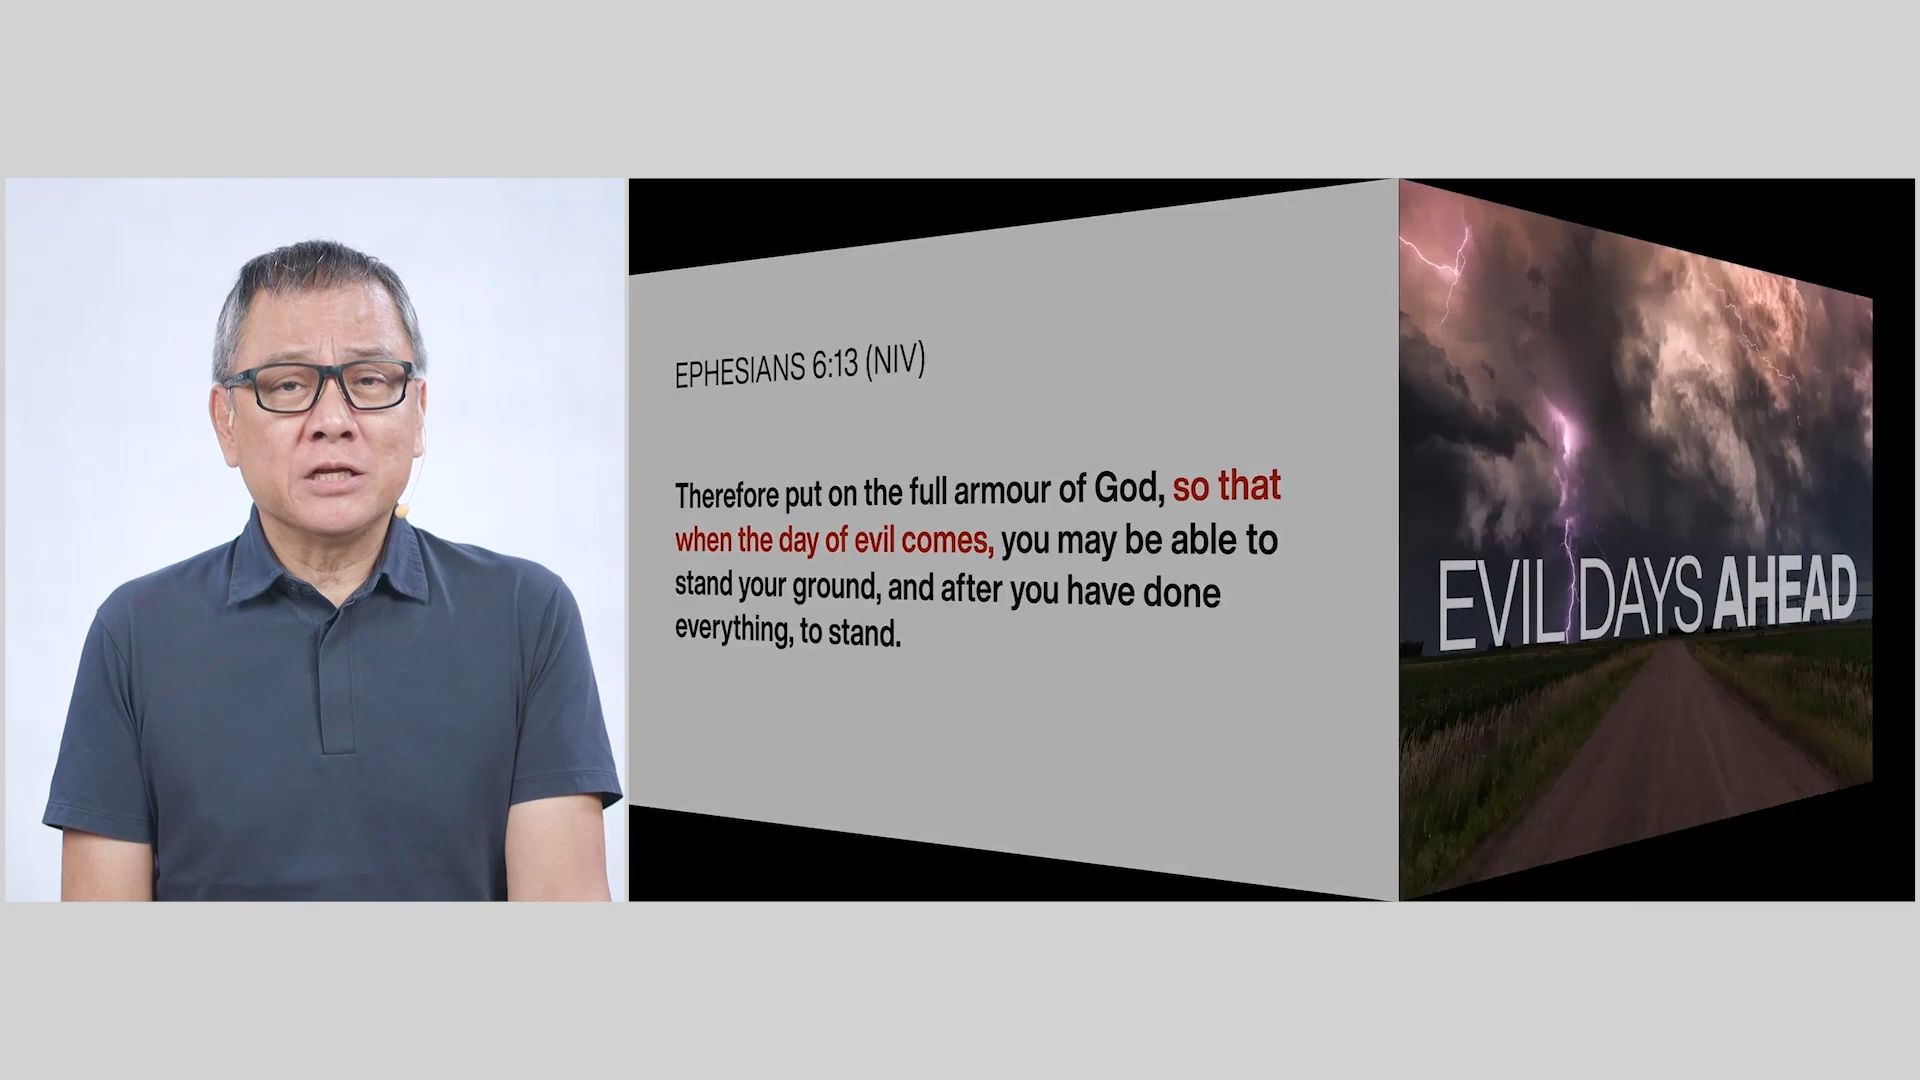 EPHESIANS 6:13 (NIV)
Therefore put on the full armour of God, so that
when the day of evil comes, you may be able to
stand your ground, and after you have done
everything, to stand.
EVIL DAYS AHEAD